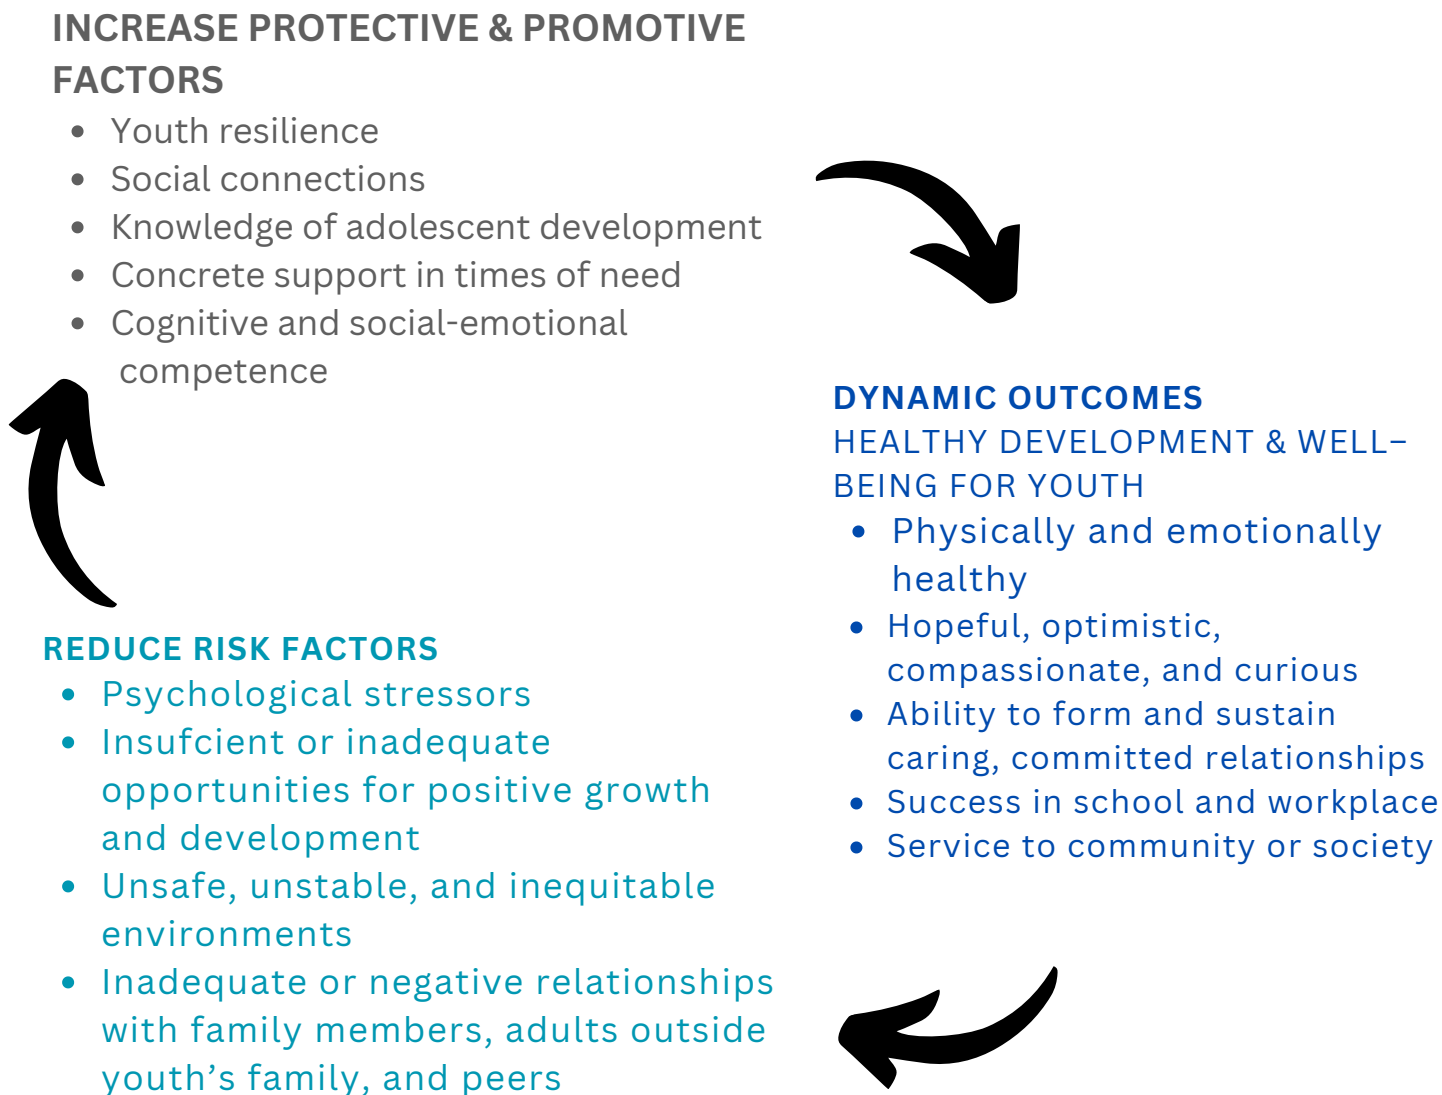 INCREASE PROTECTIVE & PROMOTIVE
FACTORS
• Youth resilience
• Social connections
• Knowledge of adolescent development
• Concrete support in times of need
• Cognitive and social-emotional
competence
DYNAMIC OUTCOMES
HEALTHY DEVELOPMENT & WELL–
BEING FOR YOUTH
• Physically and emotionally
healthy
• Hopeful, optimistic,
compassionate, and curious
• Ability to form and sustain
caring, committed relationships
• Success in school and workplace
• Service to community or society
REDUCE RISK FACTORS
• Psychological stressors
• Insufcient or inadequate
opportunities for positive growth
and development
• Unsafe, unstable, and inequitable
environments
• Inadequate or negative relationships
with family members, adults outside
youth’s family, and peers